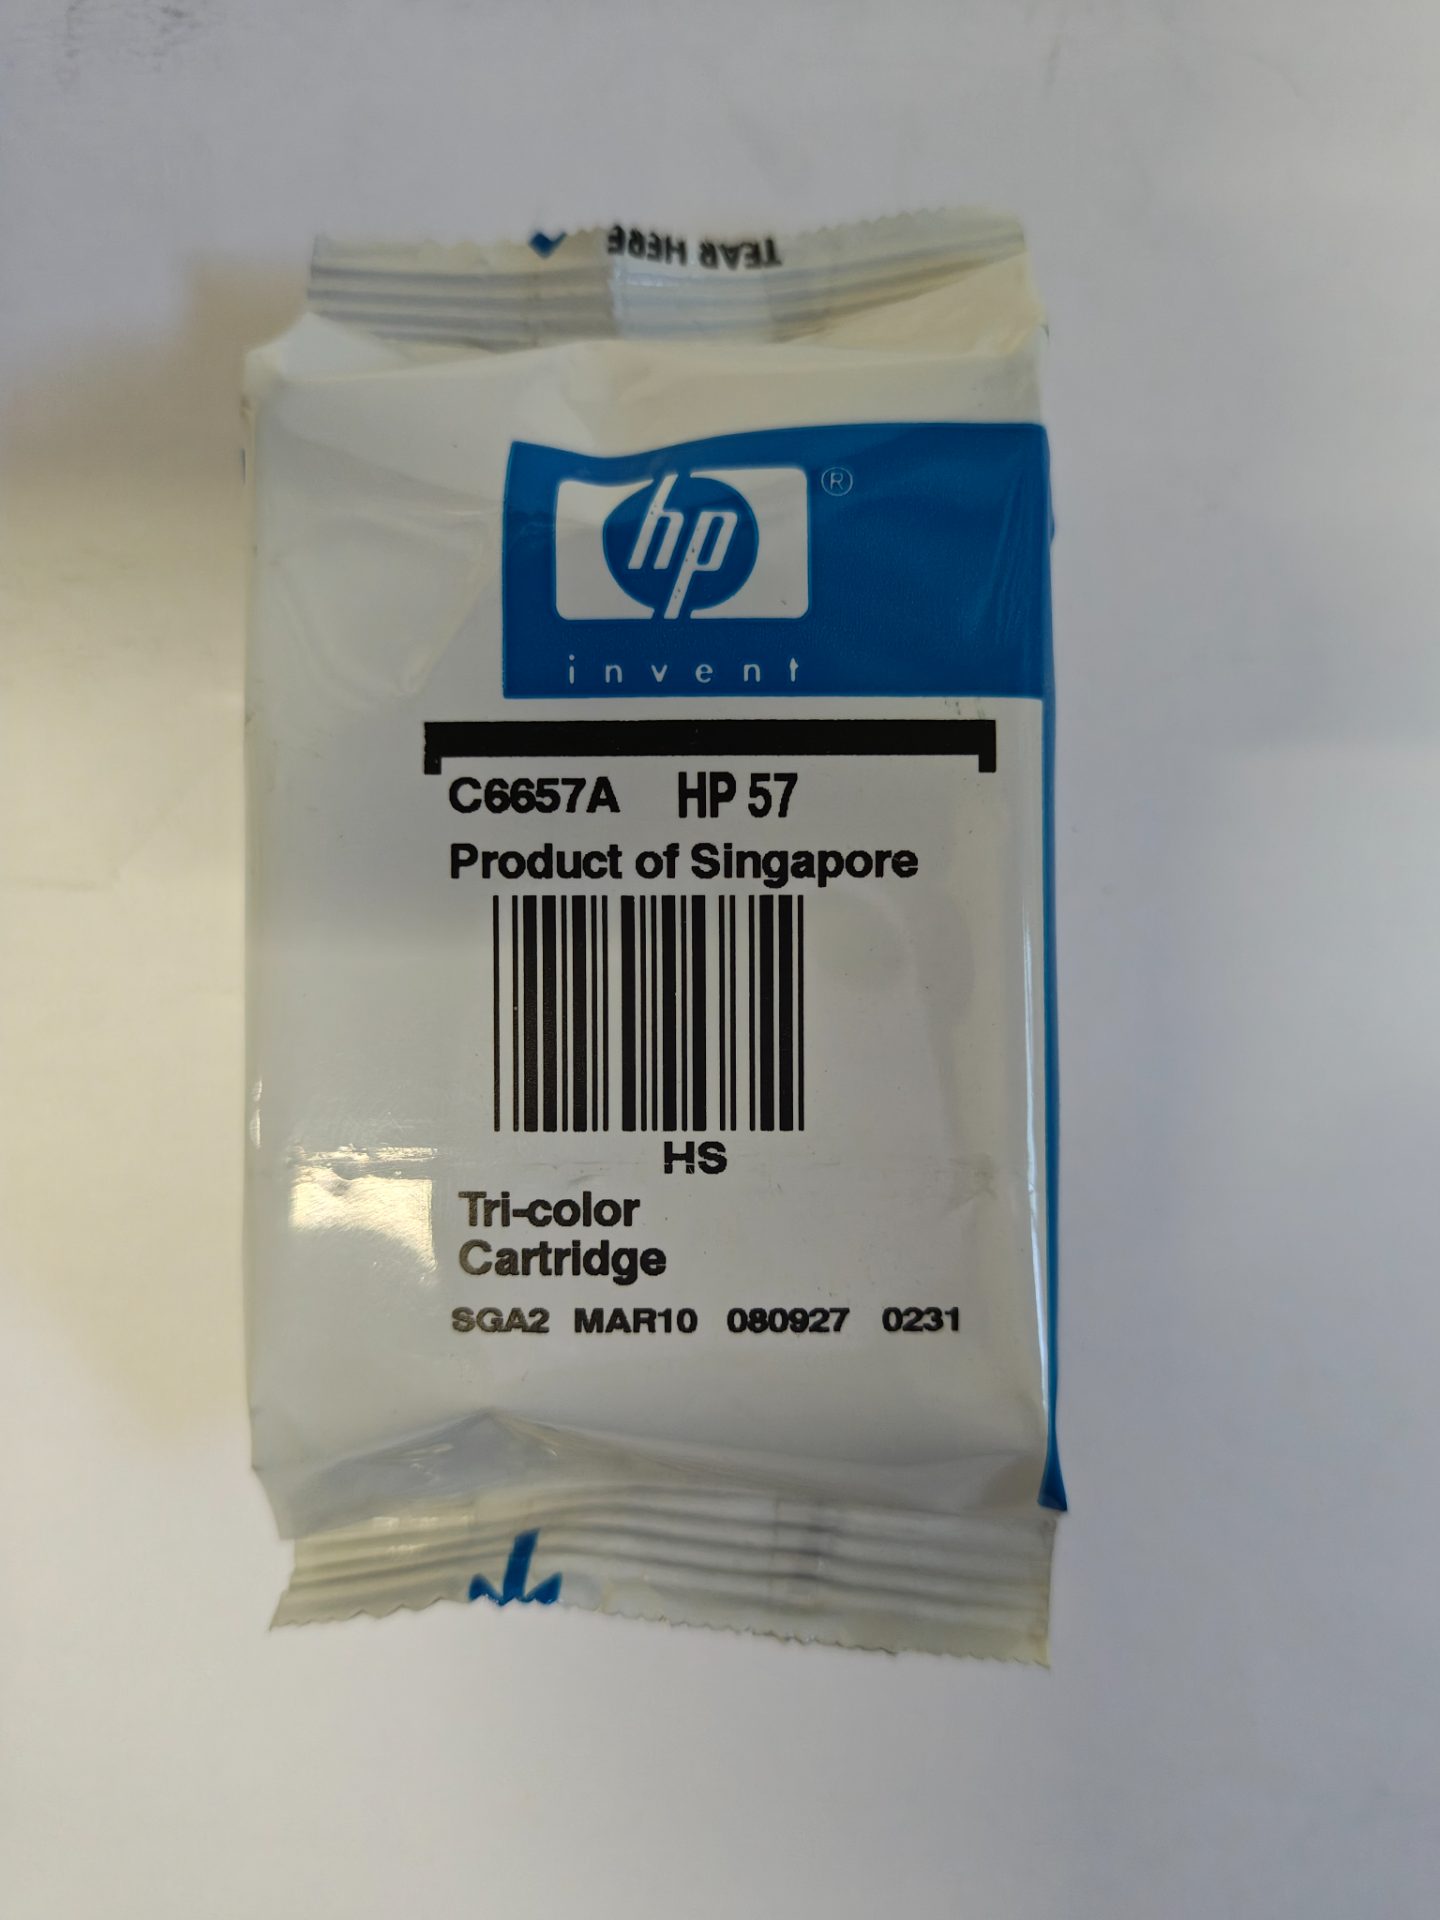 TEAR HERE
hp ®
invent
C6657A HP 57
Product of Singapore
HS
Tri-color
Cartridge
SGA2 MAR10 080927 0231